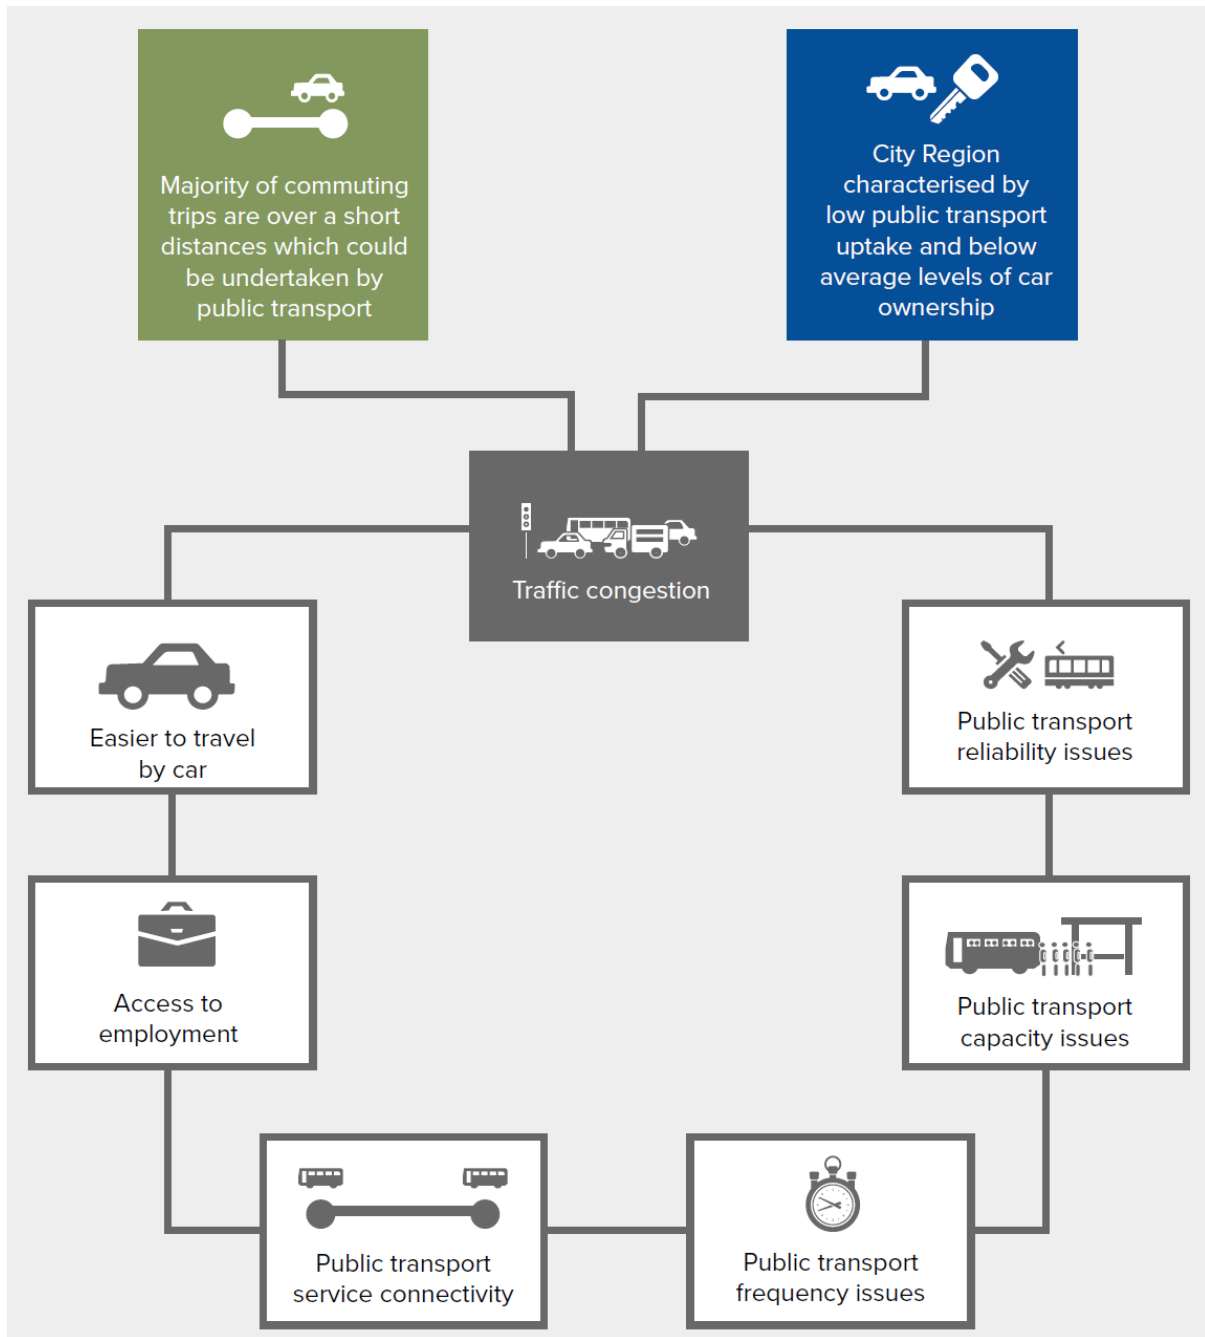 Majority of commuting
trips are over a short
distances which could
be undertaken by
public transport
City Region
characterised by
low public transport
uptake and below
average levels of car
ownership
Traffic congestion
Easier to travel
by car
Public transport
reliability issues
Access to
employment
Public transport
capacity issues
Public transport
service connectivity
Public transport
frequency issues